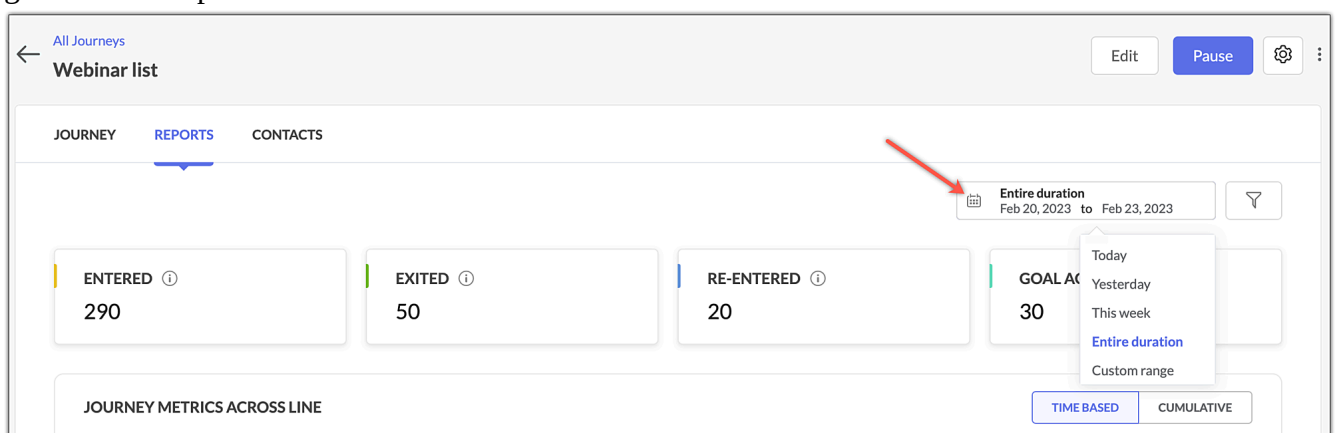 All Journeys
Webinar list
Edit
Pause
JOURNEY REPORTS CONTACTS
Entire duration
Feb 20, 2023 to Feb 23, 2023
Today
Yesterday
This week
Entire duration
Custom range
ENTERED
290
EXITED
50
RE-ENTERED
20
GOAL
30
JOURNEY METRICS ACROSS LINE
TIME BASED CUMULATIVE